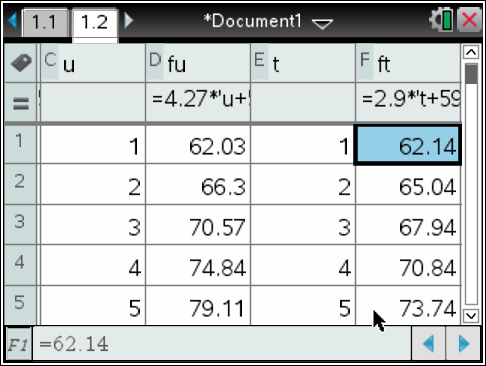 1.1 1.2 *Document1
C u D fu E t F ft
= =4.27*'u+5 =2.9*'t+59
1 1 62.03 1 62.14
2 2 66.3 2 65.04
3 3 70.57 3 67.94
4 4 74.84 4 70.84
5 5 79.11 5 73.74
F1 =62.14